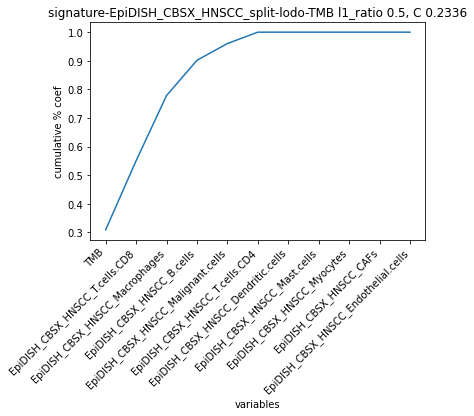 signature-EpiDISH_CBSX_HNSCC_split-lodo-TMB l1_ratio 0.5, C 0.2336
cumulative % coef
1.0
0.9
0.8
0.7
0.6
0.5
0.4
0.3
TMB
EpiDISH_CBSX_HNSCC_T.cells.CD8
EpiDISH_CBSX_HNSCC_Macrophages
EpiDISH_CBSX_HNSCC_B.cells
EpiDISH_CBSX_HNSCC_Malignant.cells
EpiDISH_CBSX_HNSCC_T.cells.CD4
EpiDISH_CBSX_HNSCC_Dendritic.cells
EpiDISH_CBSX_HNSCC_Mast.cells
EpiDISH_CBSX_HNSCC_Myocytes
EpiDISH_CBSX_HNSCC_CAFs
EpiDISH_CBSX_HNSCC_Endothelial.cells
variables